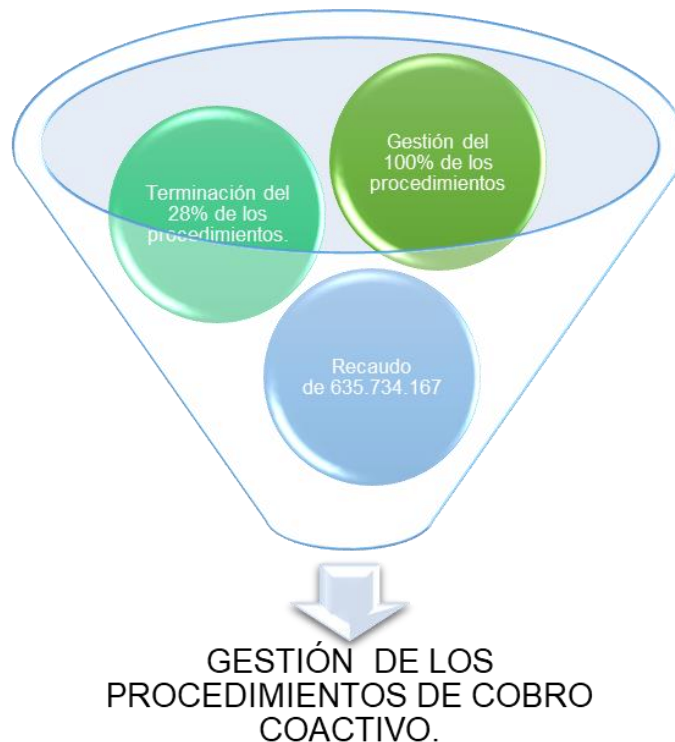 Gestión del
100% de los
procedimientos
Terminación del
28% de los
procedimientos.
Recaudo
de 635.734.167
GESTIÓN DE LOS
PROCEDIMIENTOS DE COBRO
COACTIVO.